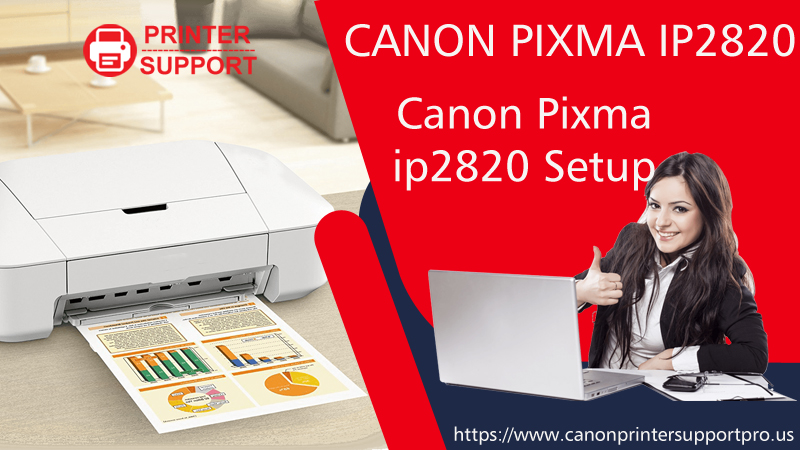 PRINTER
SUPPORT
CANON PIXMA IP2820
Canon Pixma
ip2820 Setup
https://www.canonprintersupportpro.us